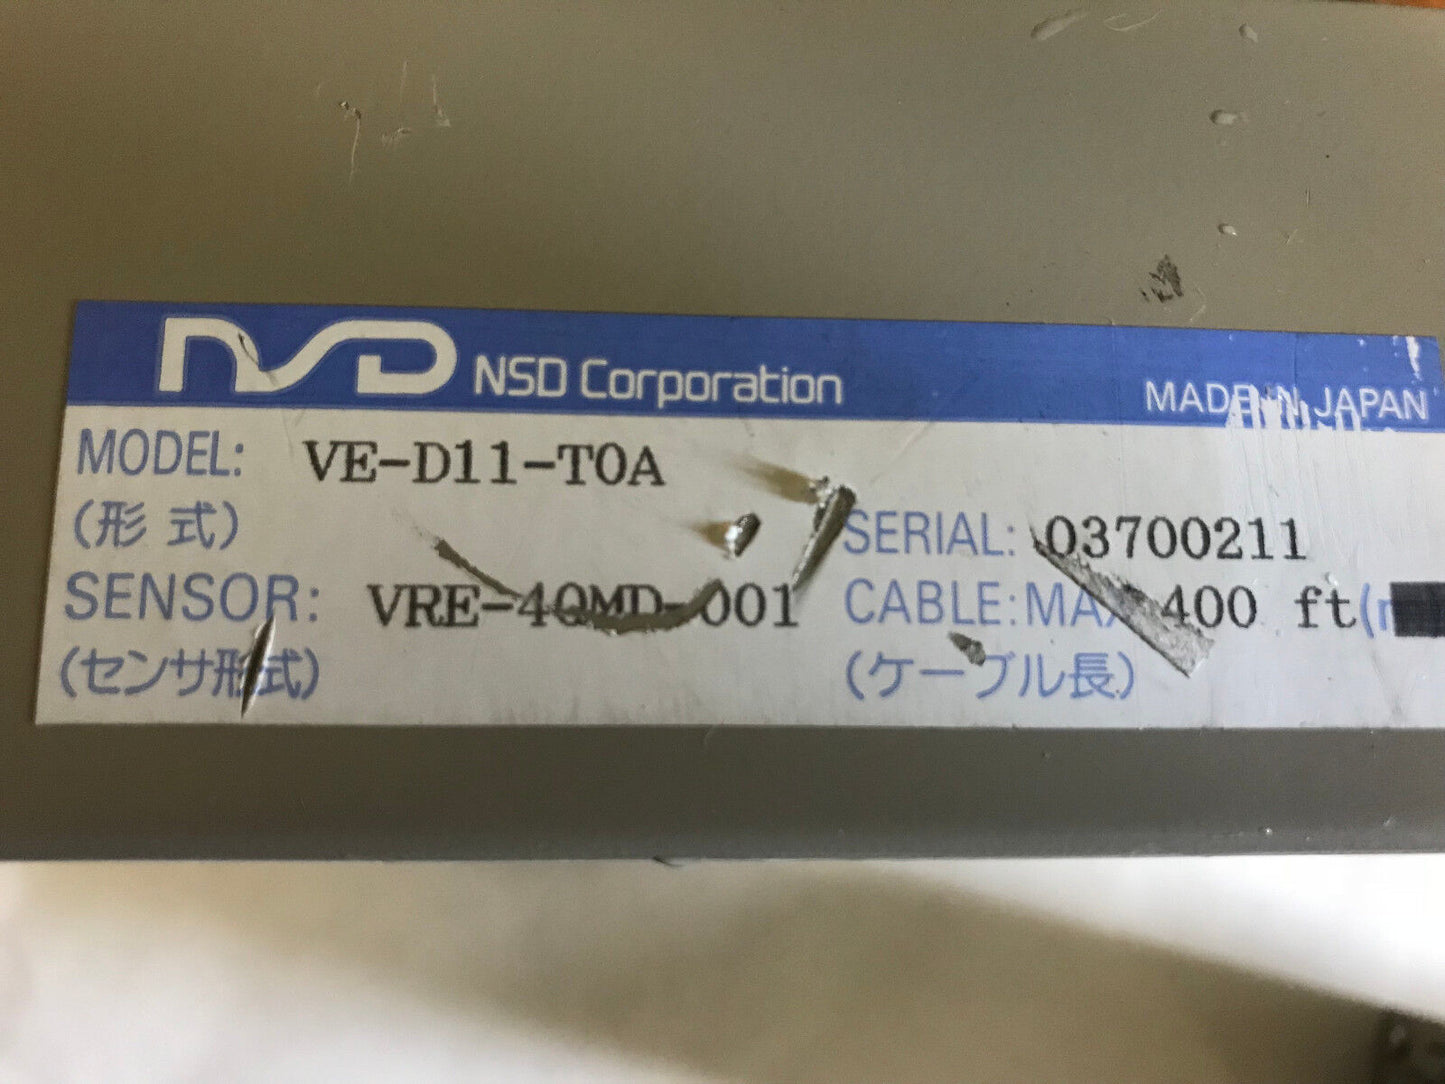 NSD NSD Corporation MADE IN JAPAN
MODEL: VE-D11-T0A
(形 式)
SERIAL: 03700211
SENSOR: VRE-40MD-001 CABLE:MAX 400 ft
(センサ形式) (ケーブル長)